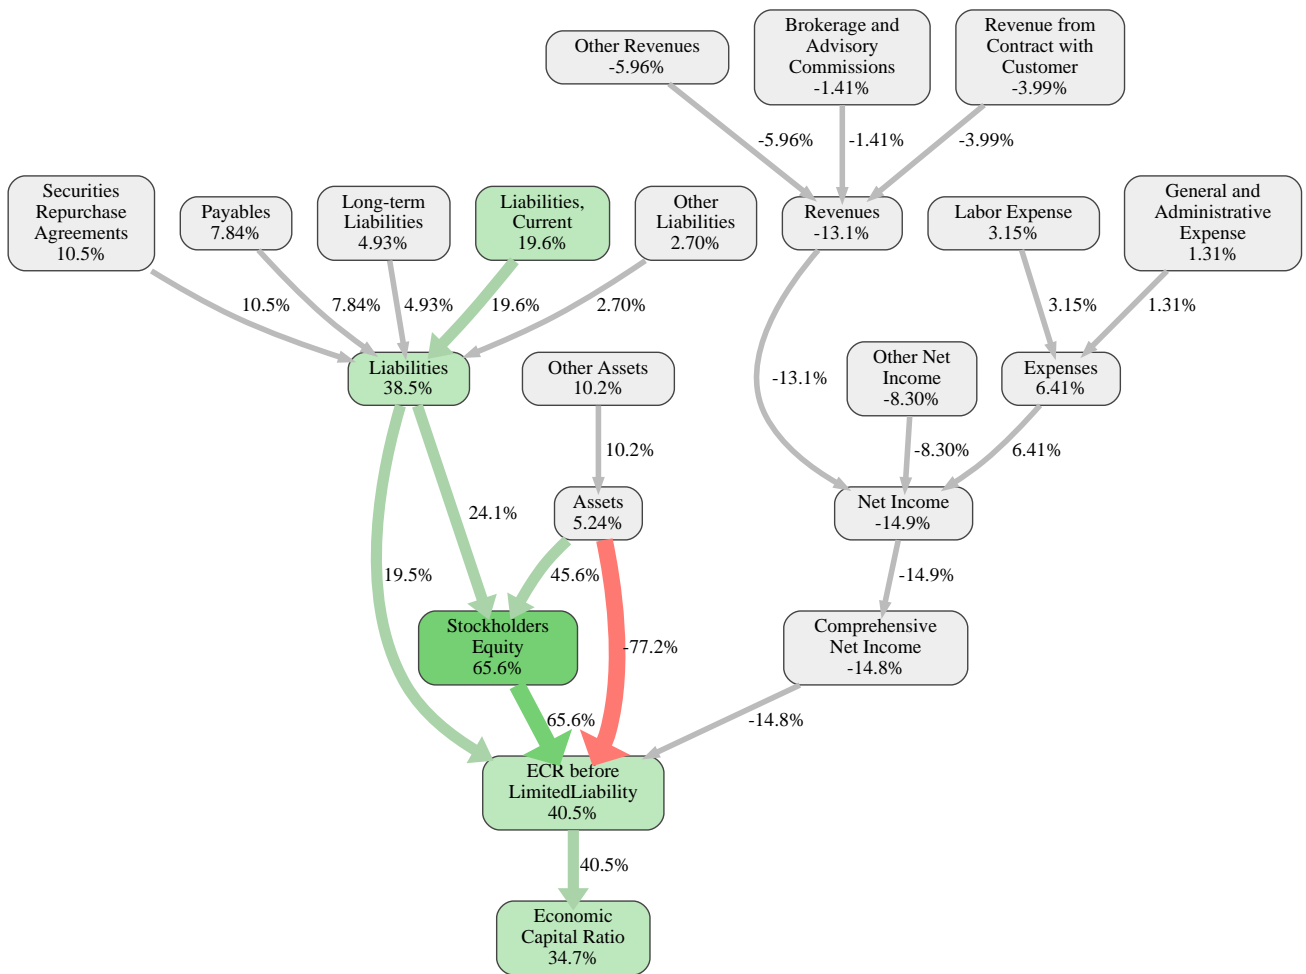 Other Revenues
-5.96%
Brokerage and
Advisory
Commissions
-1.41%
Revenue from
Contract with
Customer
-3.99%
-5.96%
-1.41%
-3.99%
Securities
Repurchase
Agreements
10.5%
Payables
7.84%
Long-term
Liabilities
4.93%
Liabilities,
Current
19.6%
Other
Liabilities
2.70%
Revenues
-13.1%
Labor Expense
3.15%
General and
Administrative
Expense
1.31%
10.5%
7.84%
4.93%
19.6%
2.70%
3.15%
1.31%
Liabilities
38.5%
Other Assets
10.2%
-13.1%
Other Net
Income
-8.30%
Expenses
6.41%
10.2%
-8.30%
6.41%
24.1%
Assets
5.24%
Net Income
-14.9%
19.5%
45.6%
-14.9%
Stockholders
Equity
65.6%
-77.2%
Comprehensive
Net Income
-14.8%
65.6%
-14.8%
ECR before
LimitedLiability
40.5%
40.5%
Economic
Capital Ratio
34.7%